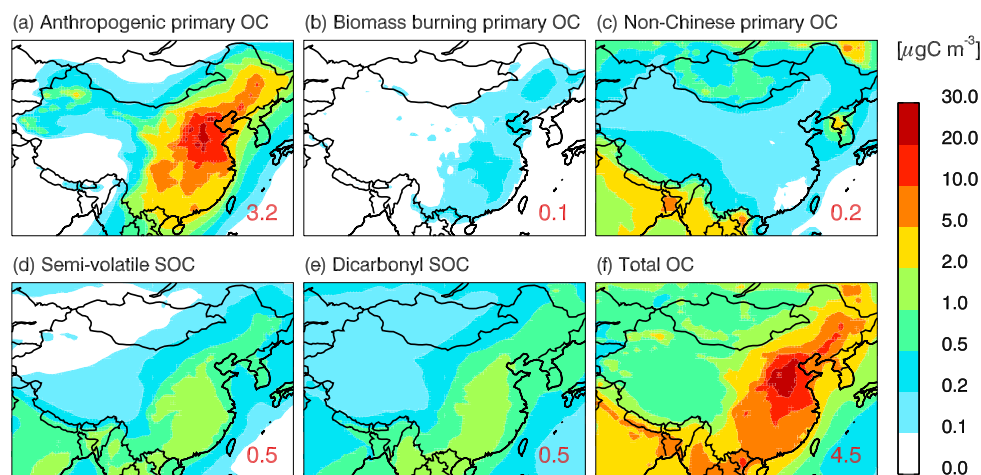 (a) Anthropogenic primary OC
(b) Biomass burning primary OC
(c) Non-Chinese primary OC
[μgC m-3]
3.2
0.1
0.2
(d) Semi-volatile SOC
(e) Dicarbonyl SOC
(f) Total OC
0.5
0.5
4.5
30.0
20.0
10.0
5.0
2.0
1.0
0.5
0.2
0.1
0.0